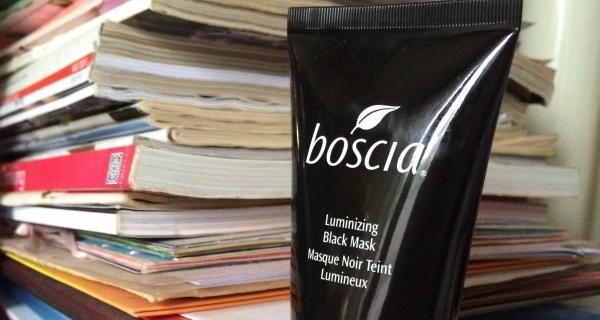 boscia®
Luminizing
Black Mask
Masque Noir Teint
Lumineux